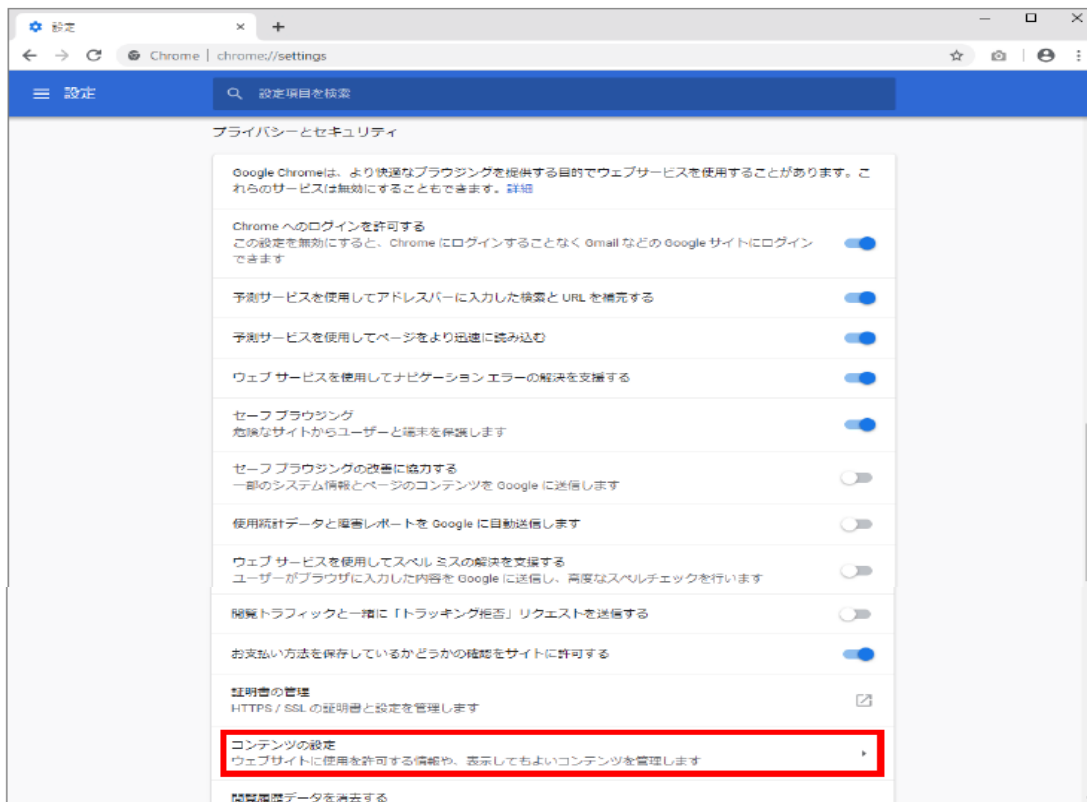 設定
Chrome | chrome://settings
設定
設定項目を検索
プライバシーとセキュリティ
Google Chromeは、より快適なブラウジングを提供する目的でウェブサービスを使用することがあります。こ
れらのサービスは無効にすることもできます。詳細
Chrome へのログインを許可する
この設定を無効にすると、Chrome にログインすることなく Gmail などの Google サイトにログイン
できます
予測サービスを使用してアドレスバーに入力した検索と URL を補完する
予測サービスを使用してページをより迅速に読み込む
ウェブ サービスを使用してナビゲーション エラーの解決を支援する
セーフ ブラウジング
危険なサイトからユーザーと端末を保護します
セーフ ブラウジングの改善に協力する
一部のシステム情報とページのコンテンツを Google に送信します
使用統計データと障害レポートを Google に自動送信します
ウェブ サービスを使用してスペル ミスの解決を支援する
ユーザーがブラウザに入力した内容を Google に送信し、高度なスペルチェックを行います
閲覧トラフィックと一緒に「トラッキング拒否」リクエストを送信する
お支払い方法を保存しているかどうかの確認をサイトに許可する
証明書の管理
HTTPS / SSL の証明書と設定を管理します
コンテンツの設定
ウェブサイトに使用を許可する情報や、表示してもよいコンテンツを管理します
閲覧履歴データを消去する